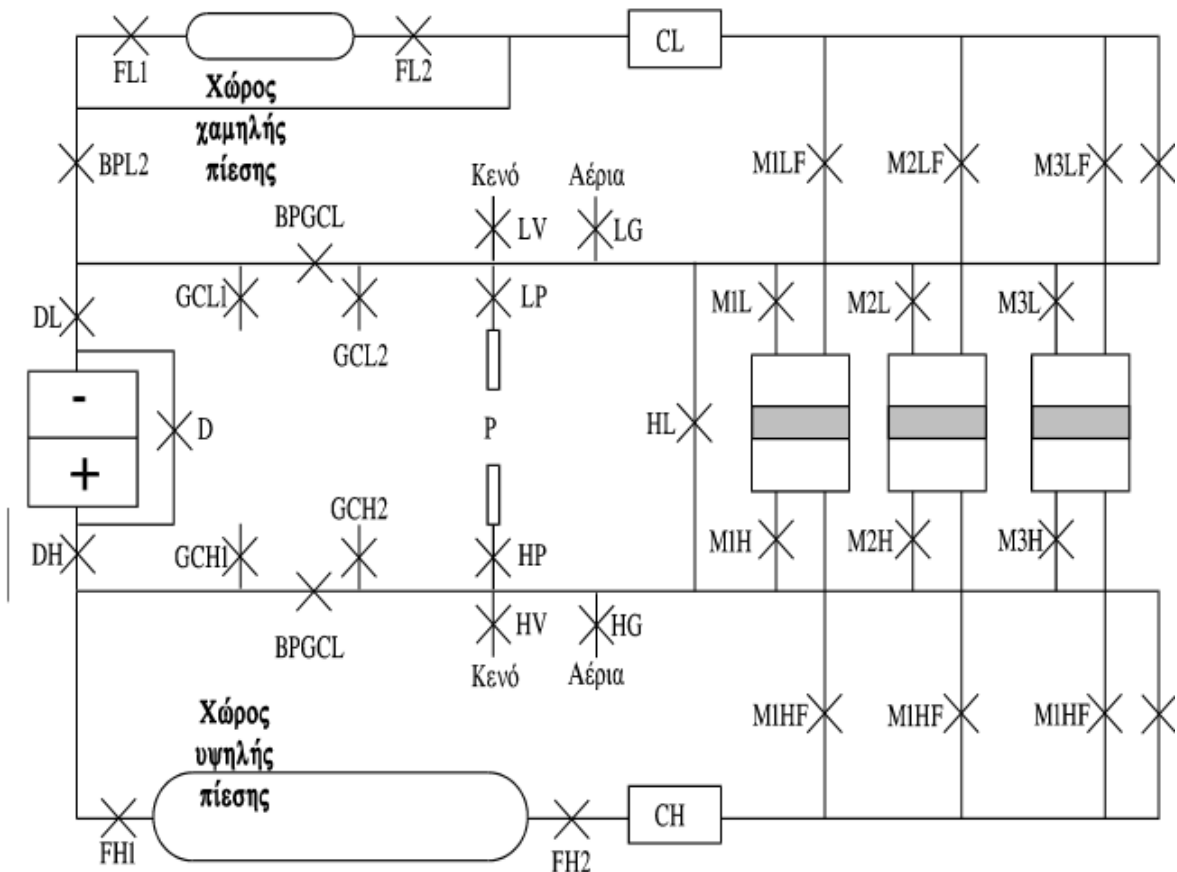 CL
FL1
FL2
Χώρος
χαμηλής
πίεσης
BPL2
Κενό
Αέρια
M1LF
M2LF
M3LF
BPGCL
LV
LG
GCL1
LP
M1L
M2L
M3L
DL
GCL2
-
D
P
HL
+
GCH2
DH
GCH1
HP
M1H
M2H
M3H
BPGCL
HV
HG
Κενό
Αέρια
Χώρος
υψηλής
πίεσης
M1HF
M1HF
M1HF
CH
FH1
FH2